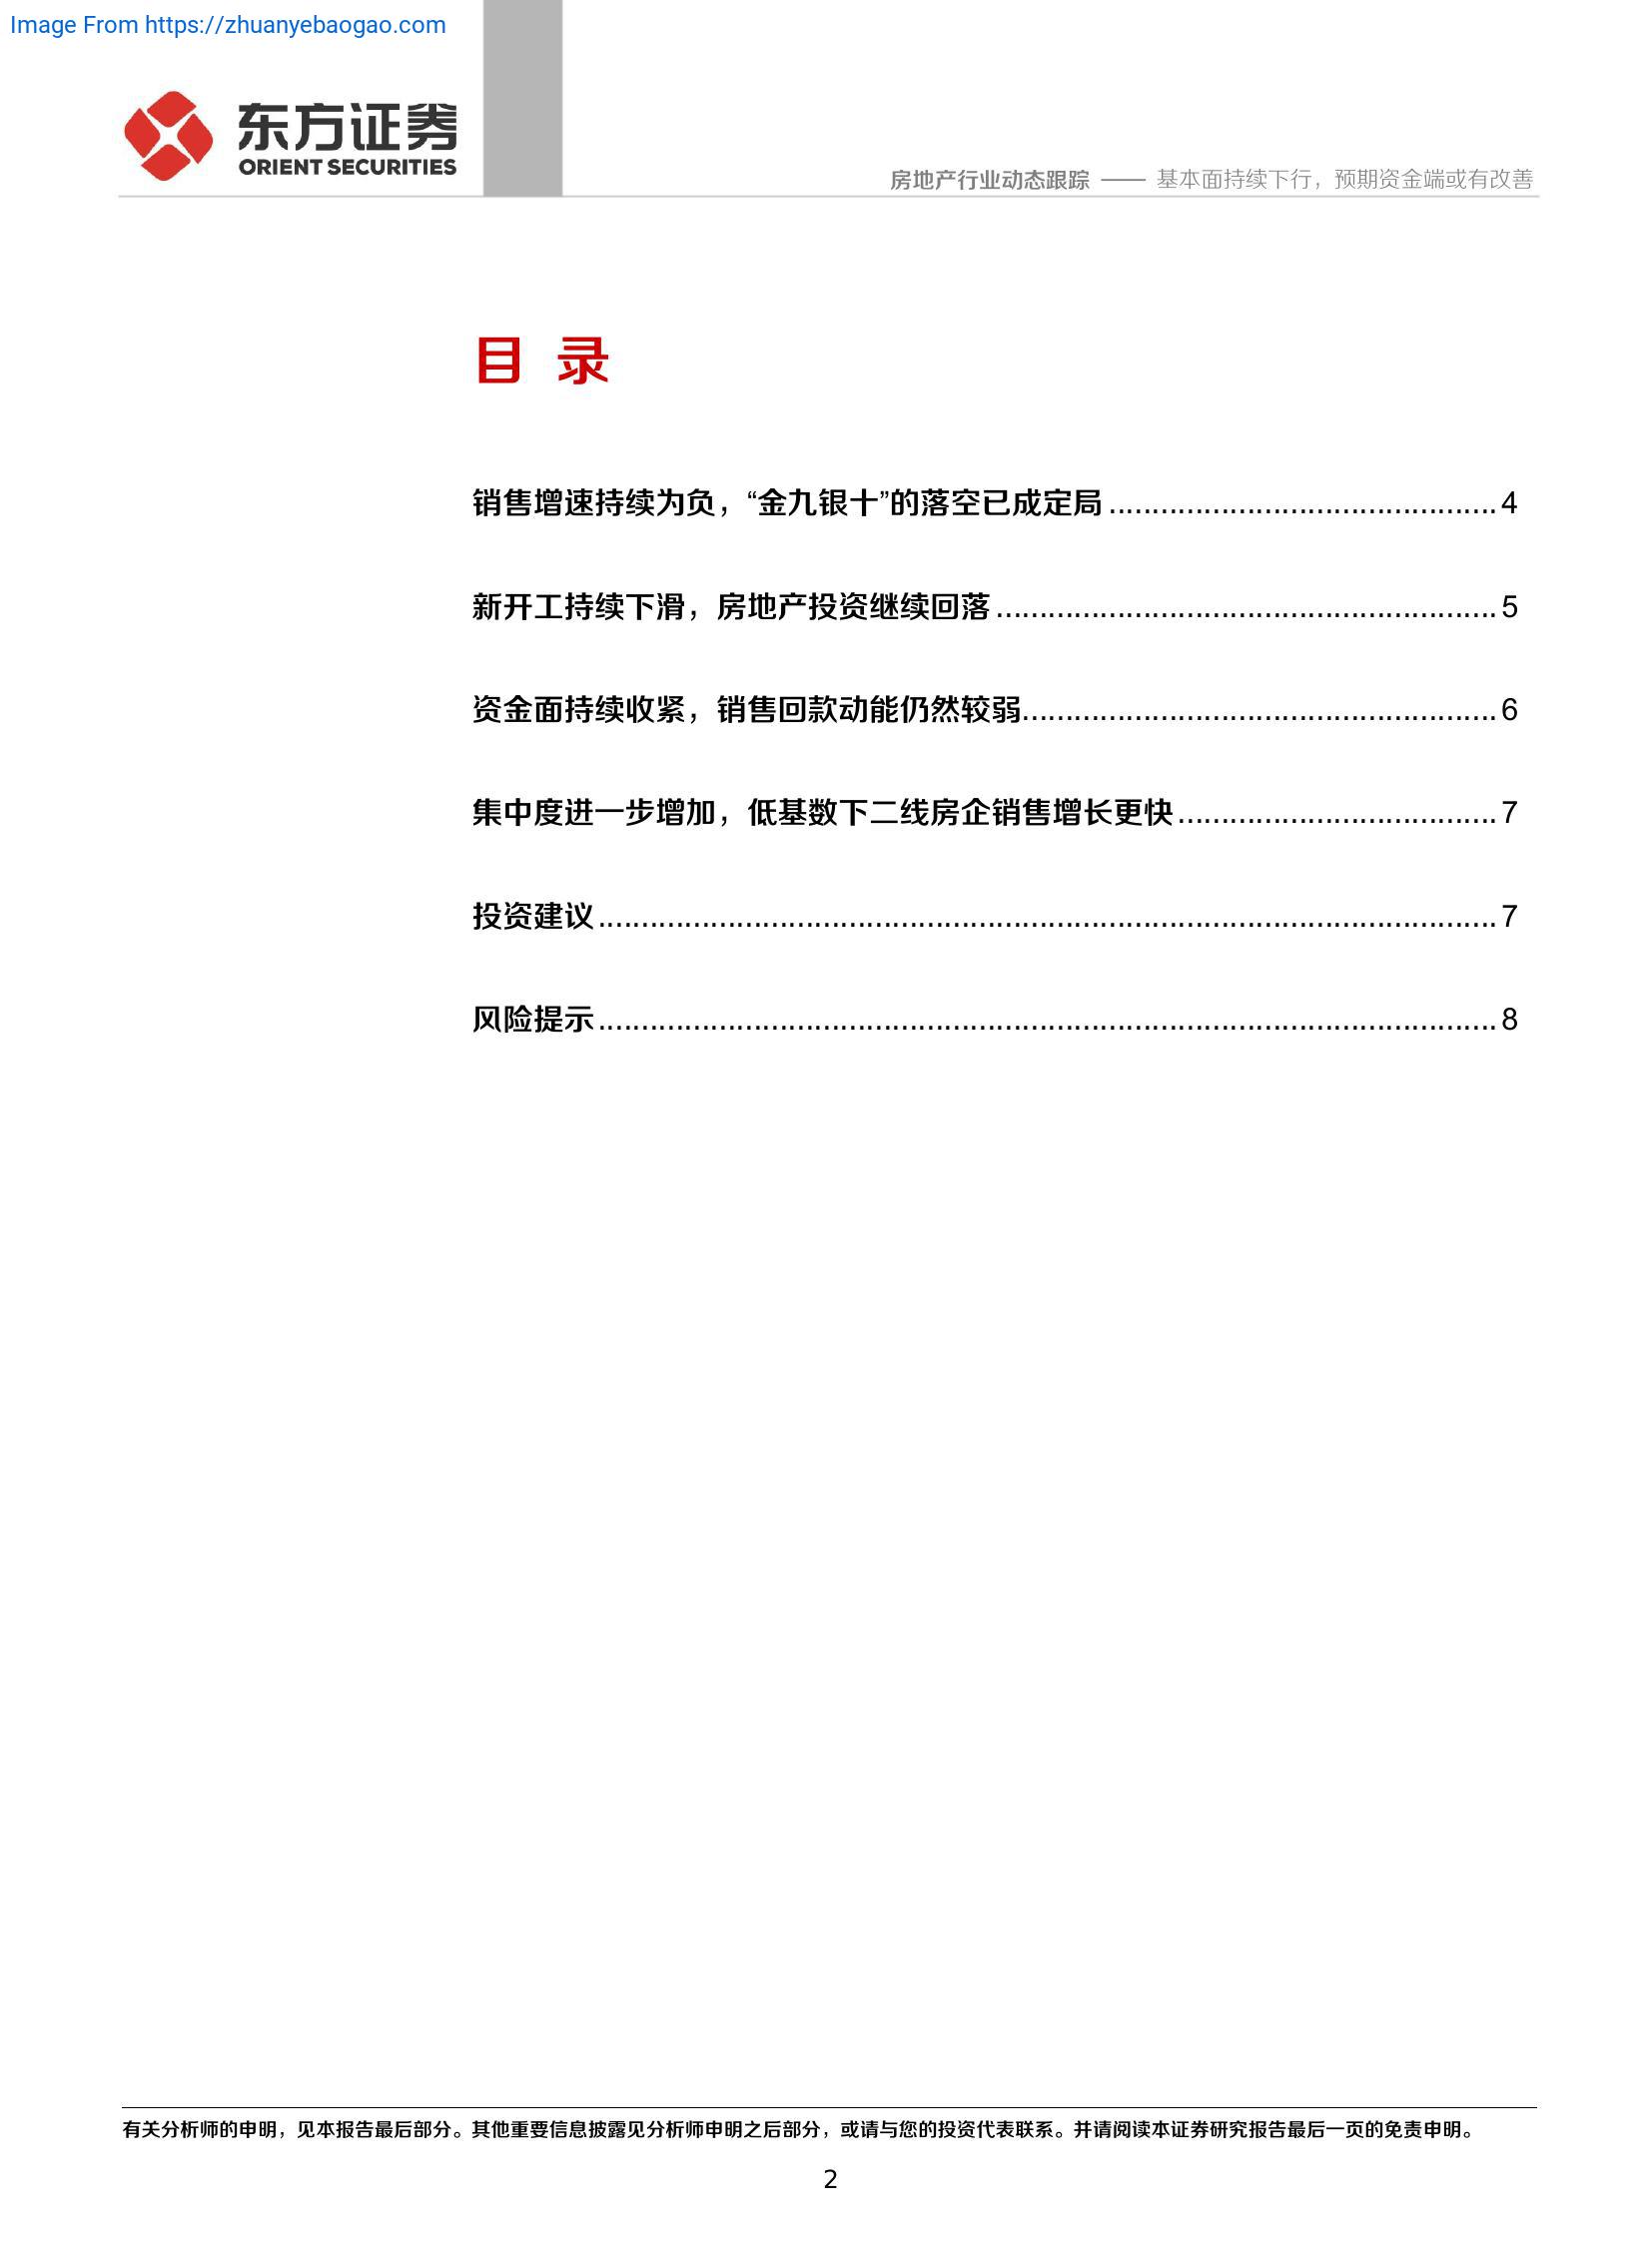 Image From https://zhuanyebaogao.com
东方证券
ORIENT SECURITIES
房地产行业动态跟踪 —— 基本面持续下行，预期资金端或有改善
目 录
销售增速持续为负，“金九银十”的落空已成定局 ............................................. 4
新开工持续下滑，房地产投资继续回落 .......................................................... 5
资金面持续收紧，销售回款动能仍然较弱....................................................... 6
集中度进一步增加，低基数下二线房企销售增长更快 ..................................... 7
投资建议 ........................................................................................................ 7
风险提示 ........................................................................................................ 8
有关分析师的申明，见本报告最后部分。其他重要信息披露见分析师申明之后部分，或请与您的投资代表联系。并请阅读本证券研究报告最后一页的免责申明。
2